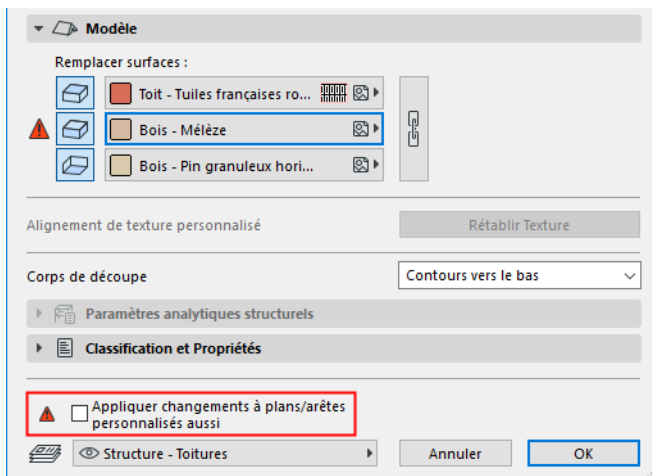 Modèle
Remplacer surfaces :
Toit - Tuiles françaises ro...
Bois - Mélèze
Bois - Pin granuleux hori...
Alignement de texture personnalisé
Rétablir Texture
Corps de découpe
Contours vers le bas
Paramètres analytiques structurels
Classification et Propriétés
Appliquer changements à plans/arêtes
personnalisés aussi
Structure - Toitures
Annuler
OK